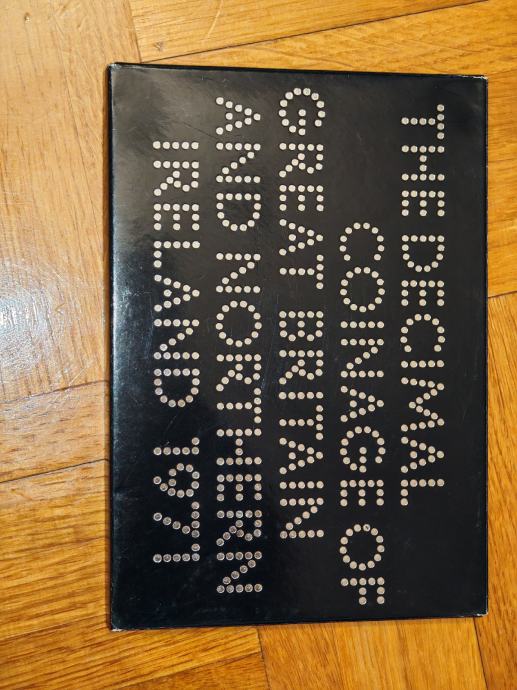 THE DECIMAL
COINAGE OF
GREAT BRITAIN
AND NORTHERN
IRELAND 1971